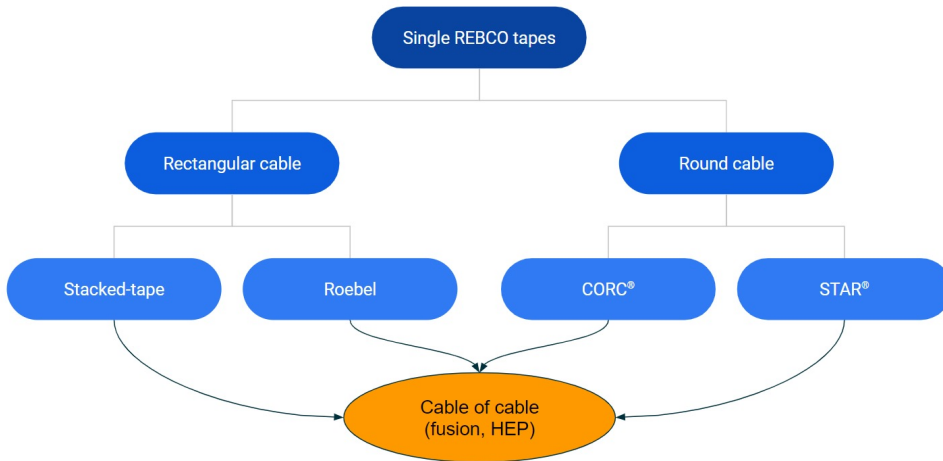 Single REBCO tapes
Rectangular cable
Round cable
Stacked-tape
Roebel
CORC®
STAR®
Cable of cable
(fusion, HEP)